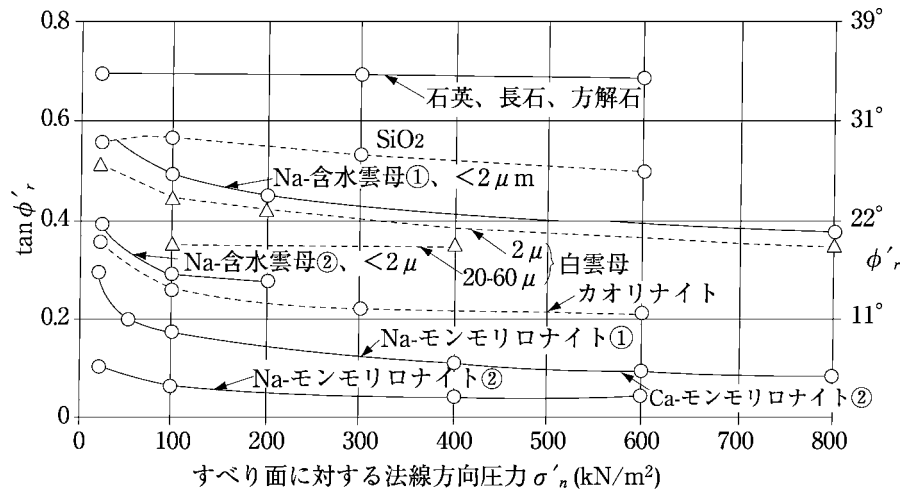 0.8
39°
石英、長石、方解石
0.6
31°
SiO2
Na-含水雲母①、<2μm
tan φ′r
0.4
22°
Na-含水雲母②、<2μ
2μ
20-60μ
}白雲母
φ′r
カオリナイト
0.2
11°
Na-モンモリロナイト①
Na-モンモリロナイト②
Ca-モンモリロナイト②
0
0 100 200 300 400 500 600 700 800
すべり面に対する法線方向圧力 σ′n (kN/m²)